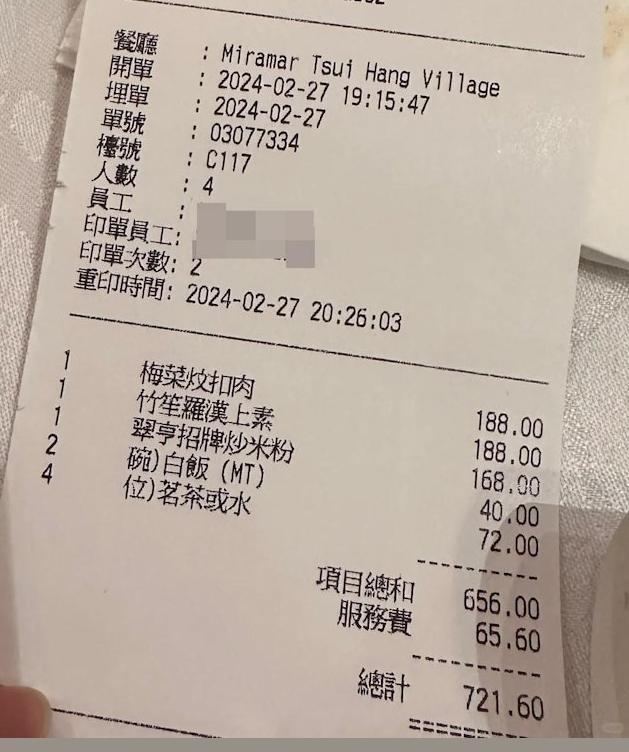 餐廳 : Miramar Tsui Hang Village
開單 : 2024-02-27 19:15:47
埋單 : 2024-02-27
單號 : 03077334
檯號 : C117
人數 : 4
員工 :
印單員工:
印單次數: 2
重印時間: 2024-02-27 20:26:03
1 梅菜炆扣肉 188.00
1 竹笙羅漢上素 188.00
1 翠亨招牌炒米粉 168.00
2 碗)白飯 (MT) 40.00
4 位)茗茶或水 72.00
項目總和 656.00
服務費 65.60
總計 721.60